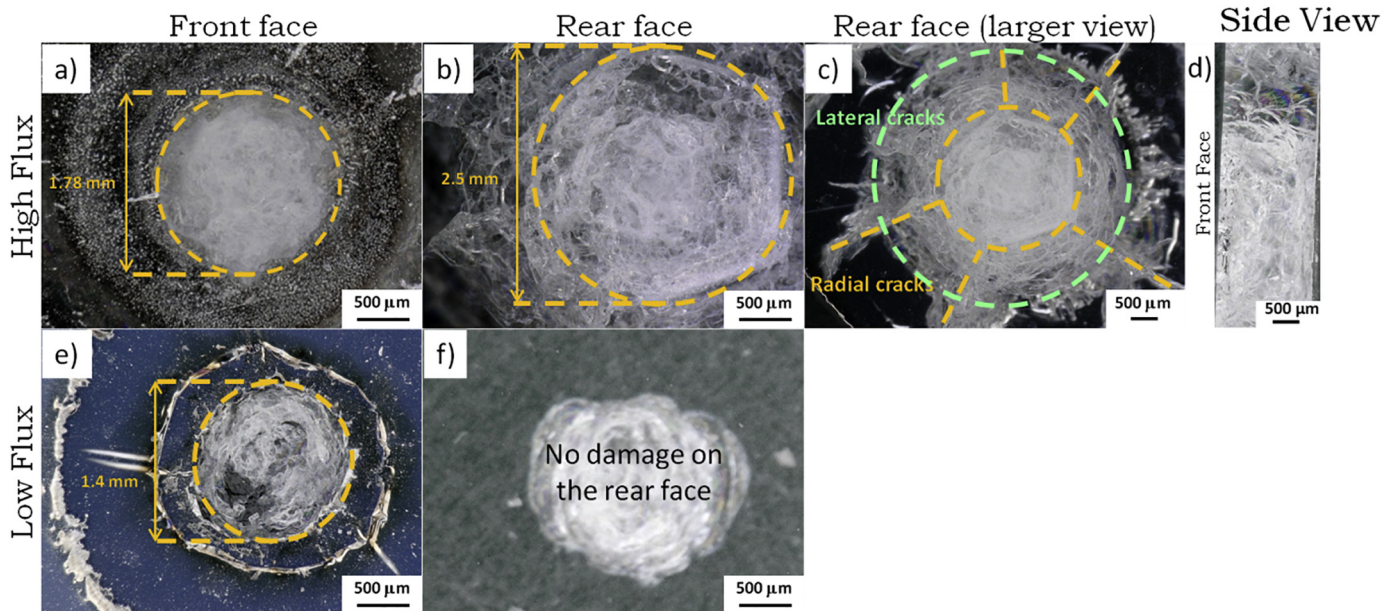 Front face
Rear face
Rear face (larger view)
Side View
High Flux
a)
1.78 mm
500 μm
b)
2.5 mm
500 μm
c)
Lateral cracks
Radial cracks
500 μm
d)
Front Face
500 μm
Low Flux
e)
1.4 mm
500 μm
f)
No damage on
the rear face
500 μm